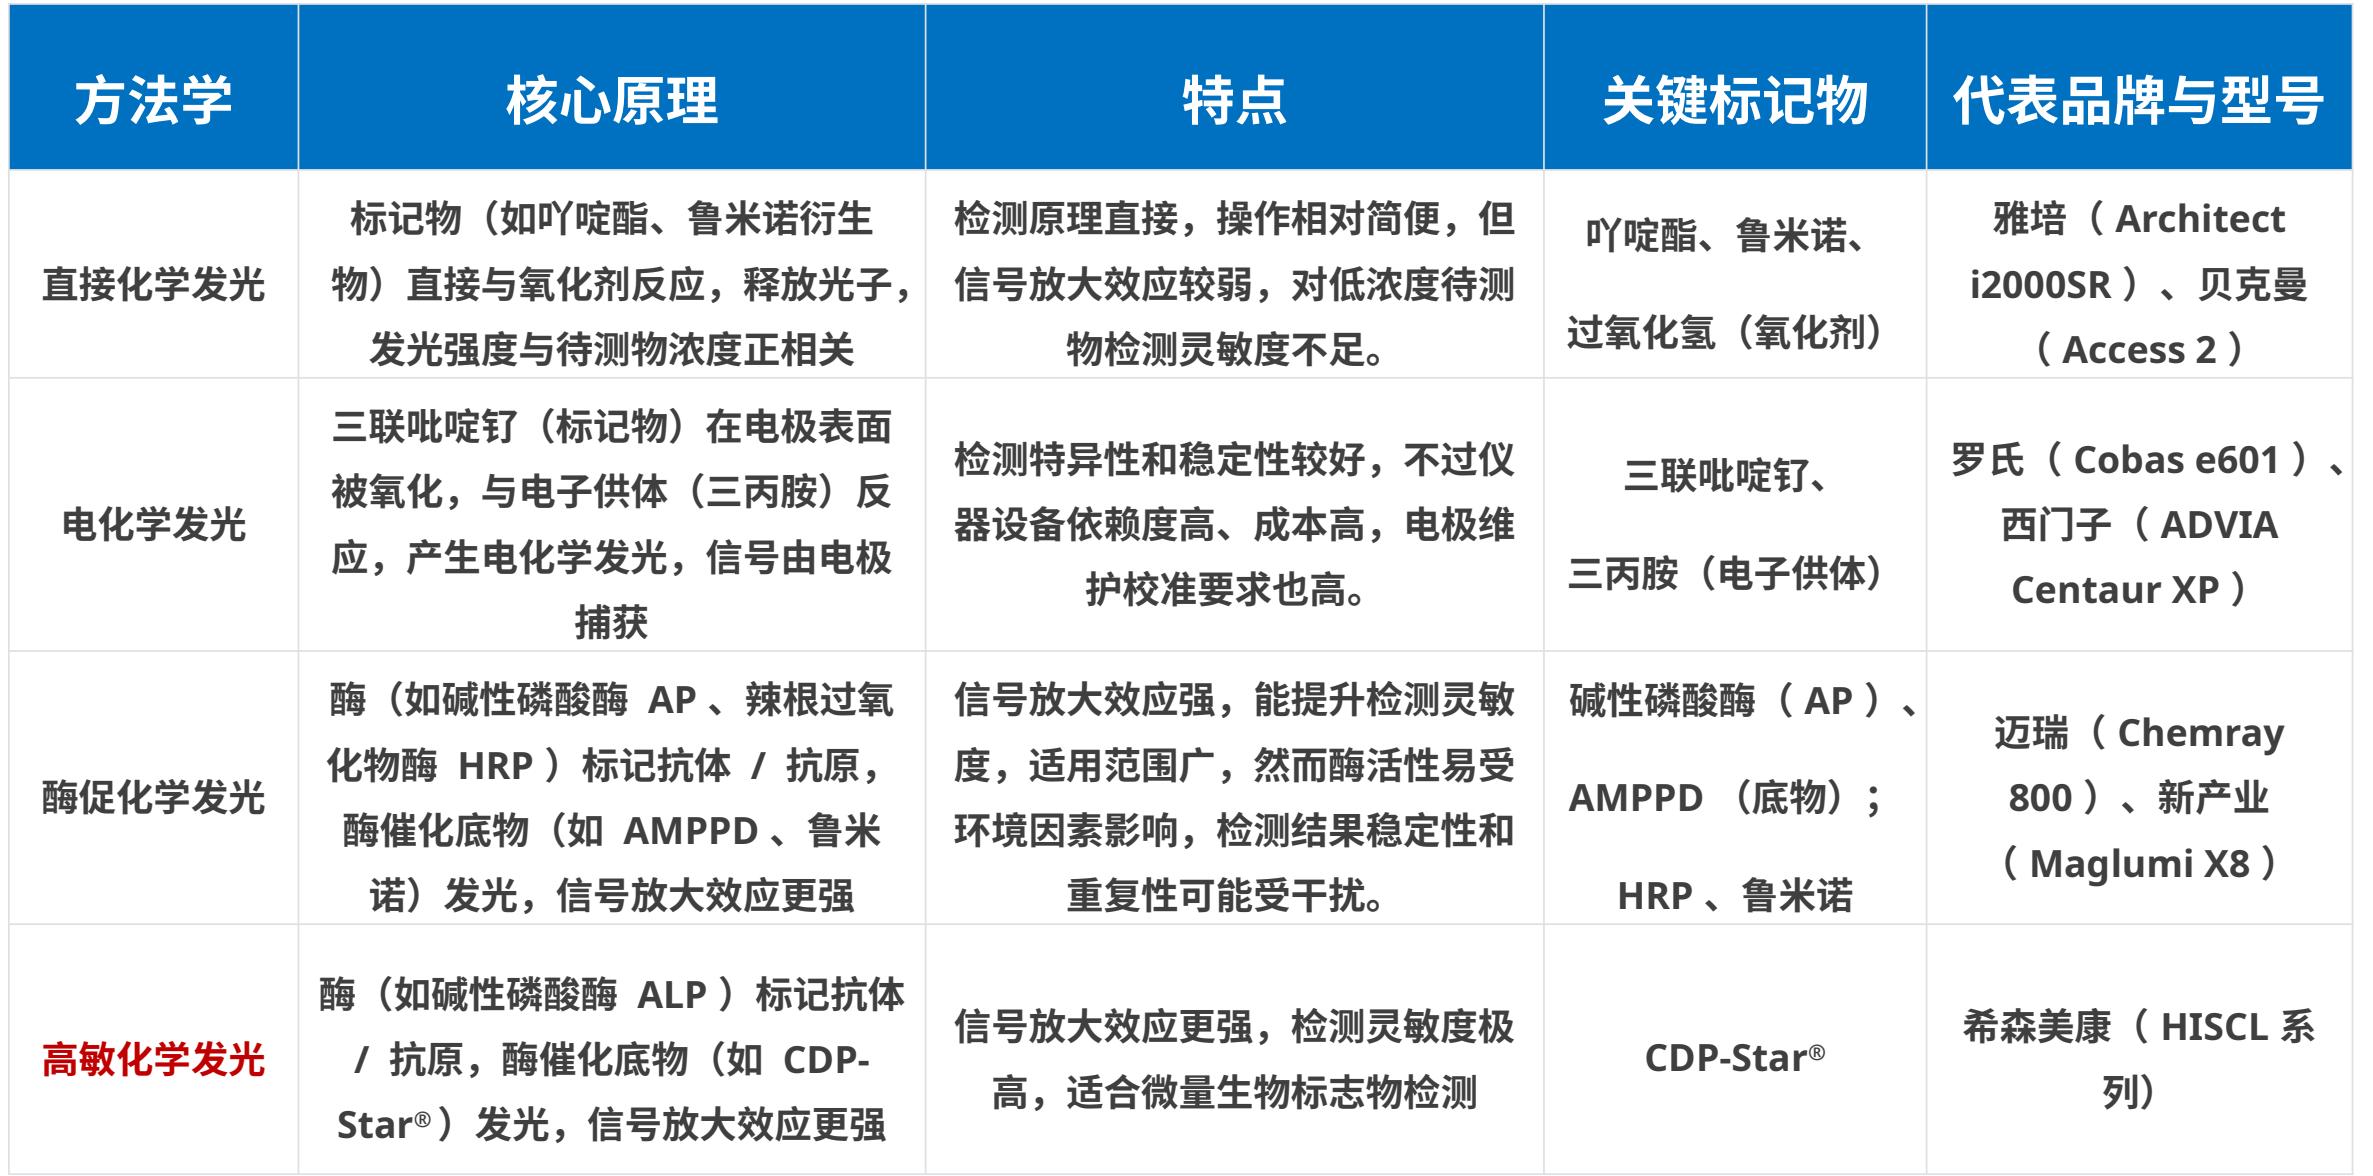 方法学
核心原理
特点
关键标记物
代表品牌与型号
直接化学发光
标记物（如吖啶酯、鲁米诺衍生
物）直接与氧化剂反应，释放光子，
发光强度与待测物浓度正相关
检测原理直接，操作相对简便，但
信号放大效应较弱，对低浓度待测
物检测灵敏度不足。
吖啶酯、鲁米诺、
过氧化氢（氧化剂）
雅培（ Architect
i2000SR ）、贝克曼
（ Access 2 ）
电化学发光
三联吡啶钌（标记物）在电极表面
被氧化，与电子供体（三丙胺）反
应，产生电化学发光，信号由电极
捕获
检测特异性和稳定性较好，不过仪
器设备依赖度高、成本高，电极维
护校准要求也高。
三联吡啶钌、
三丙胺（电子供体）
罗氏（ Cobas e601 ）、
西门子（ ADVIA
Centaur XP ）
酶促化学发光
酶（如碱性磷酸酶 AP 、辣根过氧
化物酶 HRP ）标记抗体 / 抗原，
酶催化底物（如 AMPPD 、鲁米
诺）发光，信号放大效应更强
信号放大效应强，能提升检测灵敏
度，适用范围广，然而酶活性易受
环境因素影响，检测结果稳定性和
重复性可能受干扰。
碱性磷酸酶（ AP ）、
AMPPD （底物）；
HRP 、鲁米诺
迈瑞（ Chemray
800 ）、新产业
（ Maglumi X8 ）
高敏化学发光
酶（如碱性磷酸酶 ALP ）标记抗体
/ 抗原，酶催化底物（如 CDP-
Star® ）发光，信号放大效应更强
信号放大效应更强，检测灵敏度极
高，适合微量生物标志物检测
CDP-Star®
希森美康（ HISCL 系
列）